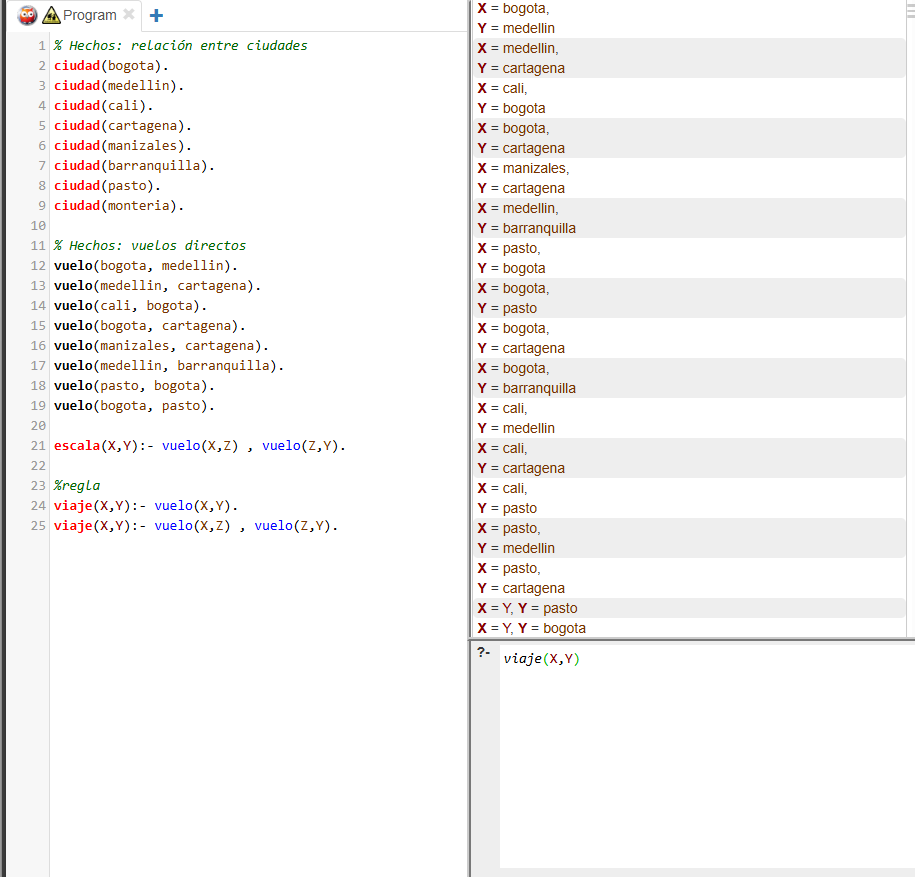 Program
1 % Hechos: relación entre ciudades
2 ciudad(bogota).
3 ciudad(medellin).
4 ciudad(cali).
5 ciudad(cartagena).
6 ciudad(manizales).
7 ciudad(barranquilla).
8 ciudad(pasto).
9 ciudad(monteria).
10
11 % Hechos: vuelos directos
12 vuelo(bogota, medellin).
13 vuelo(medellin, cartagena).
14 vuelo(cali, bogota).
15 vuelo(bogota, cartagena).
16 vuelo(manizales, cartagena).
17 vuelo(medellin, barranquilla).
18 vuelo(pasto, bogota).
19 vuelo(bogota, pasto).
20
21 escala(X,Y):- vuelo(X,Z) , vuelo(Z,Y).
22
23 %regla
24 viaje(X,Y):- vuelo(X,Y).
25 viaje(X,Y):- vuelo(X,Z) , vuelo(Z,Y).
X = bogota,
Y = medellin
X = medellin,
Y = cartagena
X = cali,
Y = bogota
X = bogota,
Y = cartagena
X = manizales,
Y = cartagena
X = medellin,
Y = barranquilla
X = pasto,
Y = bogota
X = bogota,
Y = pasto
X = bogota,
Y = cartagena
X = bogota,
Y = barranquilla
X = cali,
Y = medellin
X = cali,
Y = cartagena
X = cali,
Y = pasto
X = pasto,
Y = medellin
X = pasto,
Y = cartagena
X = Y, Y = pasto
X = Y, Y = bogota
?- viaje(X,Y)